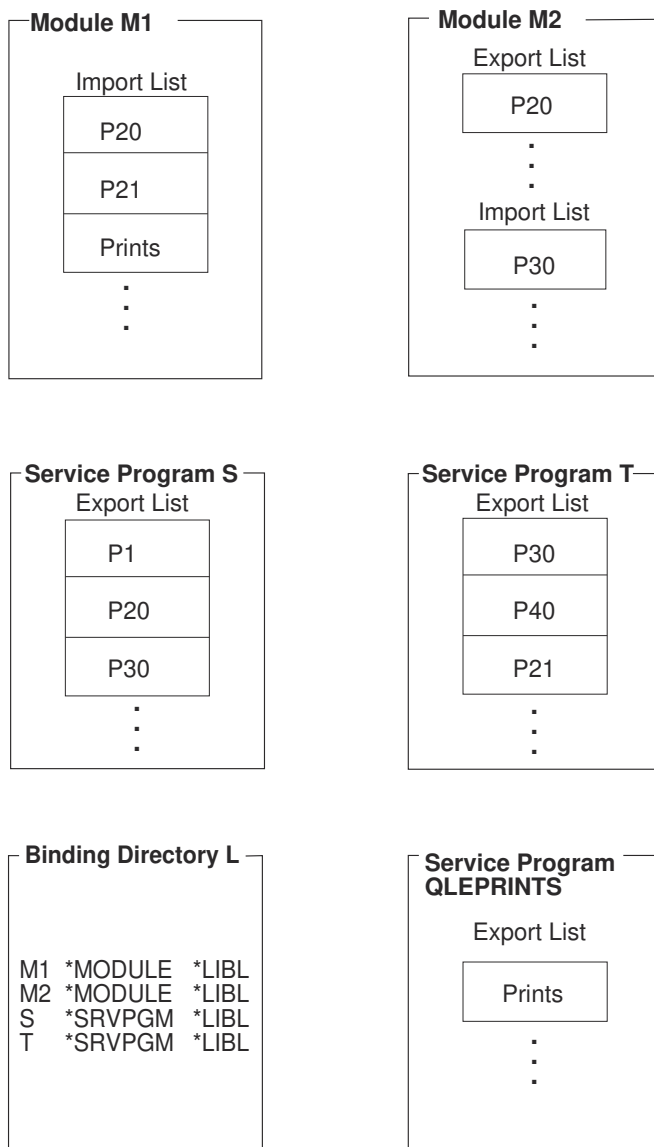 Module M1
Import List
P20
P21
Prints
Module M2
Export List
P20
Import List
P30
Service Program S
Export List
P1
P20
P30
Service Program T
Export List
P30
P40
P21
Binding Directory L
M1 *MODULE *LIBL
M2 *MODULE *LIBL
S *SRVPGM *LIBL
T *SRVPGM *LIBL
Service Program
QLEPRINTS
Export List
Prints